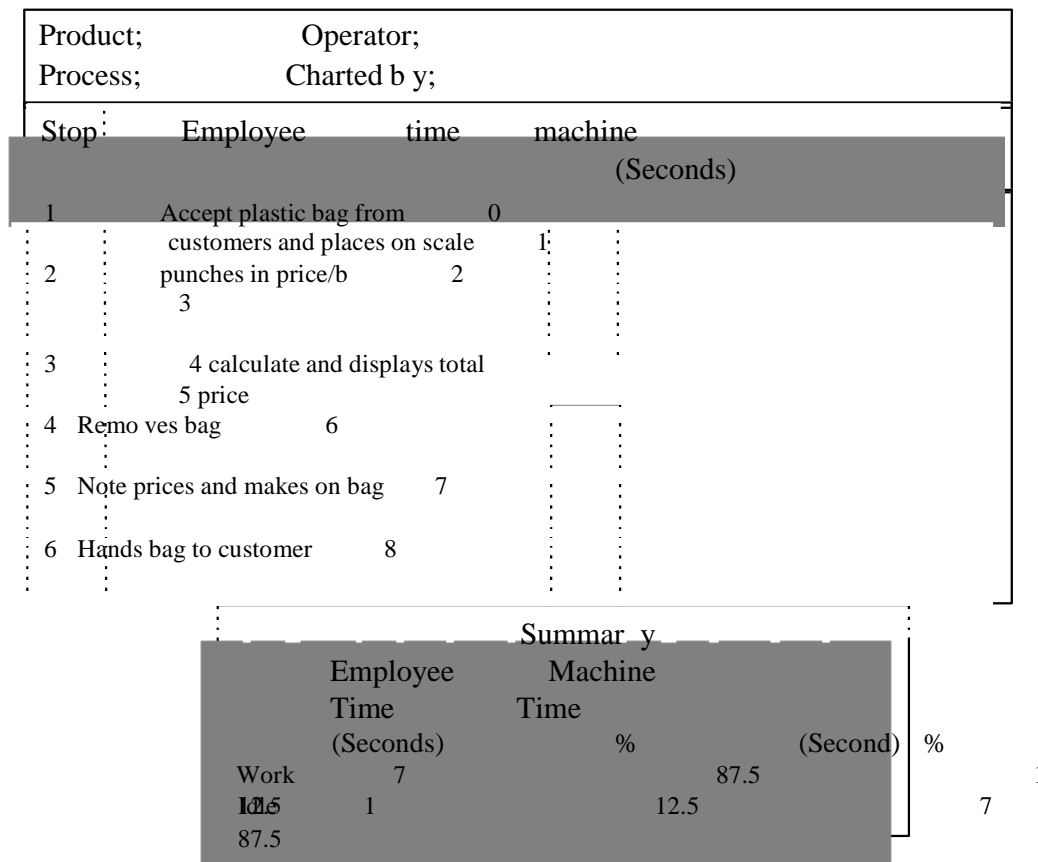 Product; Operator;
Process; Charted b y;
Stop Employee time machine
(Seconds)
1 Accept plastic bag from 0
customers and places on scale 1
2 punches in price/b 2
3
3 4 calculate and displays total
5 price
4 Remo ves bag 6
5 Note prices and makes on bag 7
6 Hands bag to customer 8
Summar y
Employee Machine
Time Time
(Seconds) % (Second) %
Work 7 87.5
12.5 Idle 1 12.5 7
87.5